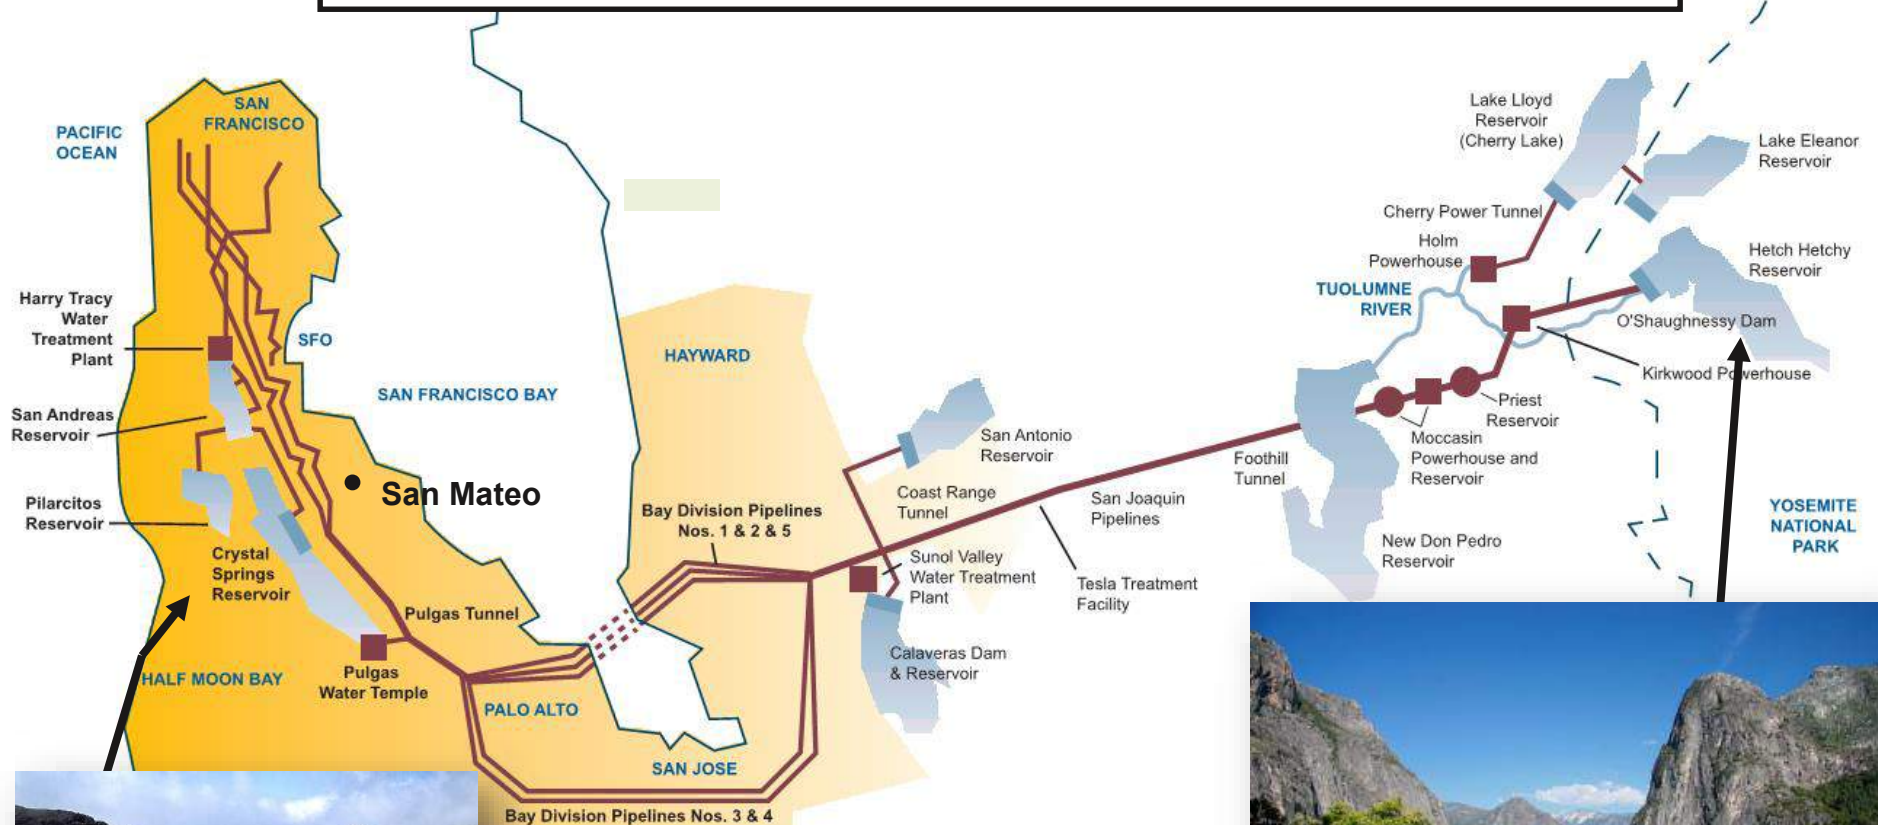 SAN
FRANCISCO
PACIFIC
OCEAN
Harry Tracy
Water
Treatment
Plant
SFO
San Andreas
Reservoir
SAN FRANCISCO BAY
HAYWARD
San Mateo
Pilarcitos
Reservoir
Crystal
Springs
Reservoir
Bay Division Pipelines
Nos. 1 & 2 & 5
Pulgas Tunnel
HALF MOON BAY
Pulgas
Water Temple
PALO ALTO
SAN JOSE
Bay Division Pipelines Nos. 3 & 4
San Antonio
Reservoir
Coast Range
Tunnel
Sunol Valley
Water Treatment
Plant
Calaveras Dam
& Reservoir
San Joaquin
Pipelines
Tesla Treatment
Facility
Foothill
Tunnel
Lake Lloyd
Reservoir
(Cherry Lake)
Lake Eleanor
Reservoir
Cherry Power Tunnel
Holm
Powerhouse
Hetch Hetchy
Reservoir
TUOLUMNE
RIVER
O'Shaughnessy Dam
Kirkwood Powerhouse
Priest
Reservoir
Moccasin
Powerhouse and
Reservoir
New Don Pedro
Reservoir
YOSEMITE
NATIONAL
PARK